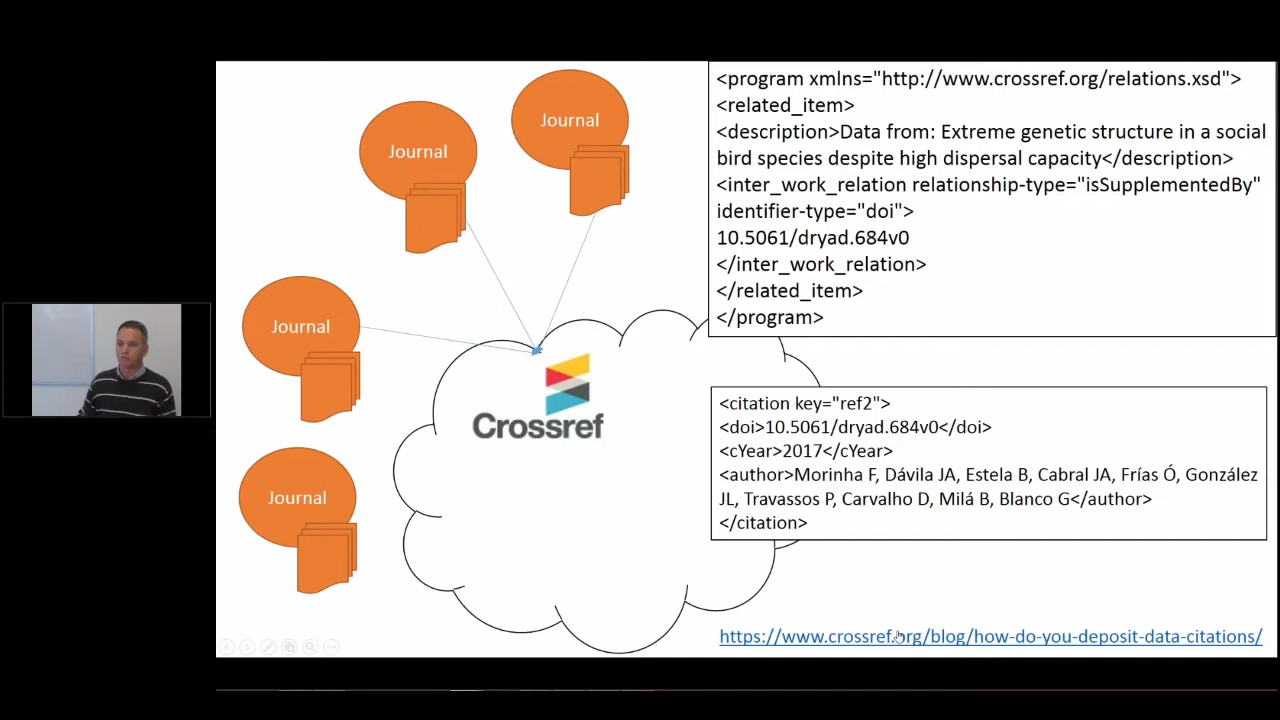 Journal
Journal
Journal
Journal
Crossref
<program xmlns="http://www.crossref.org/relations.xsd">
<related_item>
<description>Data from: Extreme genetic structure in a social
bird species despite high dispersal capacity</description>
<inter_work_relation relationship-type="isSupplementedBy"
identifier-type="doi">
10.5061/dryad.684v0
</inter_work_relation>
</related_item>
</program>
<citation key="ref2">
<doi>10.5061/dryad.684v0</doi>
<cYear>2017</cYear>
<author>Morinha F, Dávila JA, Estela B, Cabral JA, Frías Ó, González
JL, Travassos P, Carvalho D, Milá B, Blanco G</author>
</citation>
https://www.crossref.org/blog/how-do-you-deposit-data-citations/